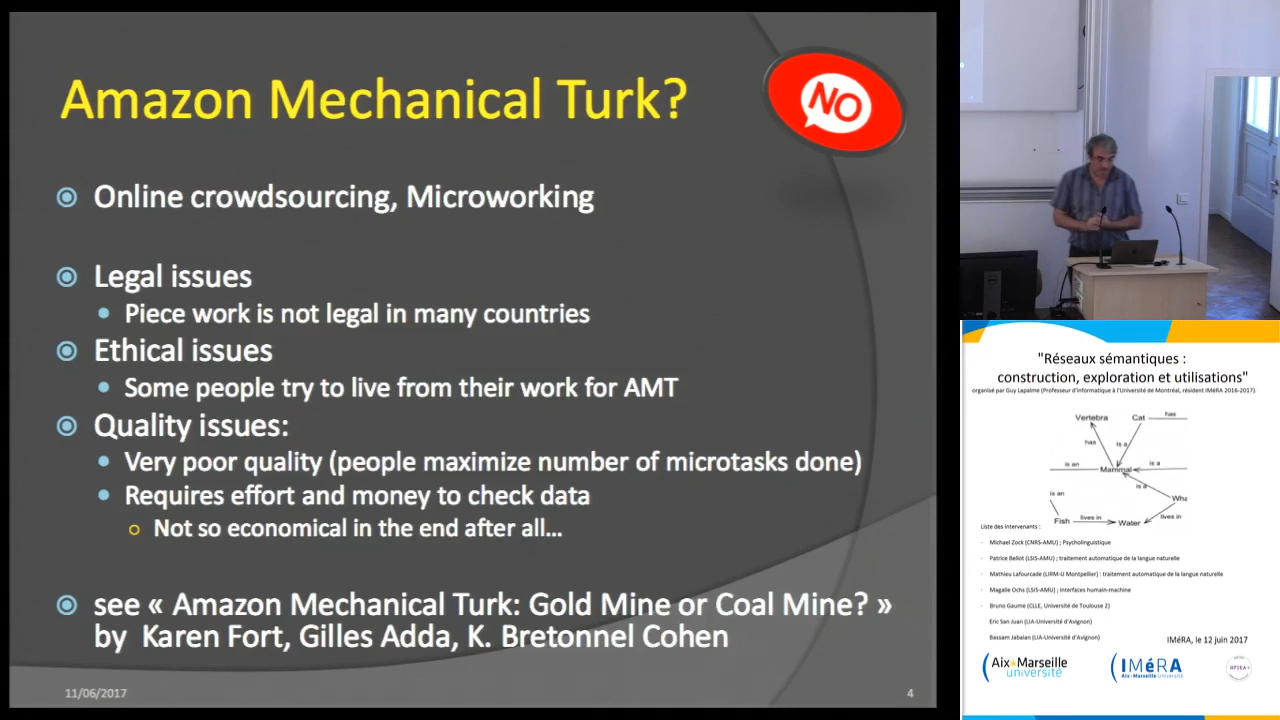 Amazon Mechanical Turk?
NO
Online crowdsourcing, Microworking
Legal issues
Piece work is not legal in many countries
Ethical issues
Some people try to live from their work for AMT
Quality issues:
Very poor quality (people maximize number of microtasks done)
Requires effort and money to check data
Not so economical in the end after all...
see « Amazon Mechanical Turk: Gold Mine or Coal Mine? »
by Karen Fort, Gilles Adda, K. Bretonnel Cohen
11/06/2017
4
"Réseaux sémantiques :
construction, exploration et utilisations"
organisé par Guy Lapalme (Professeur d'informatique à l'Université de Montréal, résident IMéRA 2016-2017).
Vertebra
Cat
has
has
is a
is an
Mammal
is a
is a
is an
Wha
Fish
lives in
Water
lives in
Liste des intervenants :
- Michael Zock (CNRS-AMU) ; Psycholinguistique
- Patrice Bellot (LSIS-AMU) ; traitement automatique de la langue naturelle
- Mathieu Lafourcade (LIRM-U Montpellier) : traitement automatique de la langue naturelle
- Magalie Ochs (LSIS-AMU) ; interfaces humain-machine
- Bruno Gaume (CLLE, Université de Toulouse 2)
Eric San Juan (LIA-Université d'Avignon)
Bassam Jabaian (LIA-Université d'Avignon)
IMéRA, le 12 juin 2017
Aix Marseille
université
IMéRA
Aix-Marseille Université